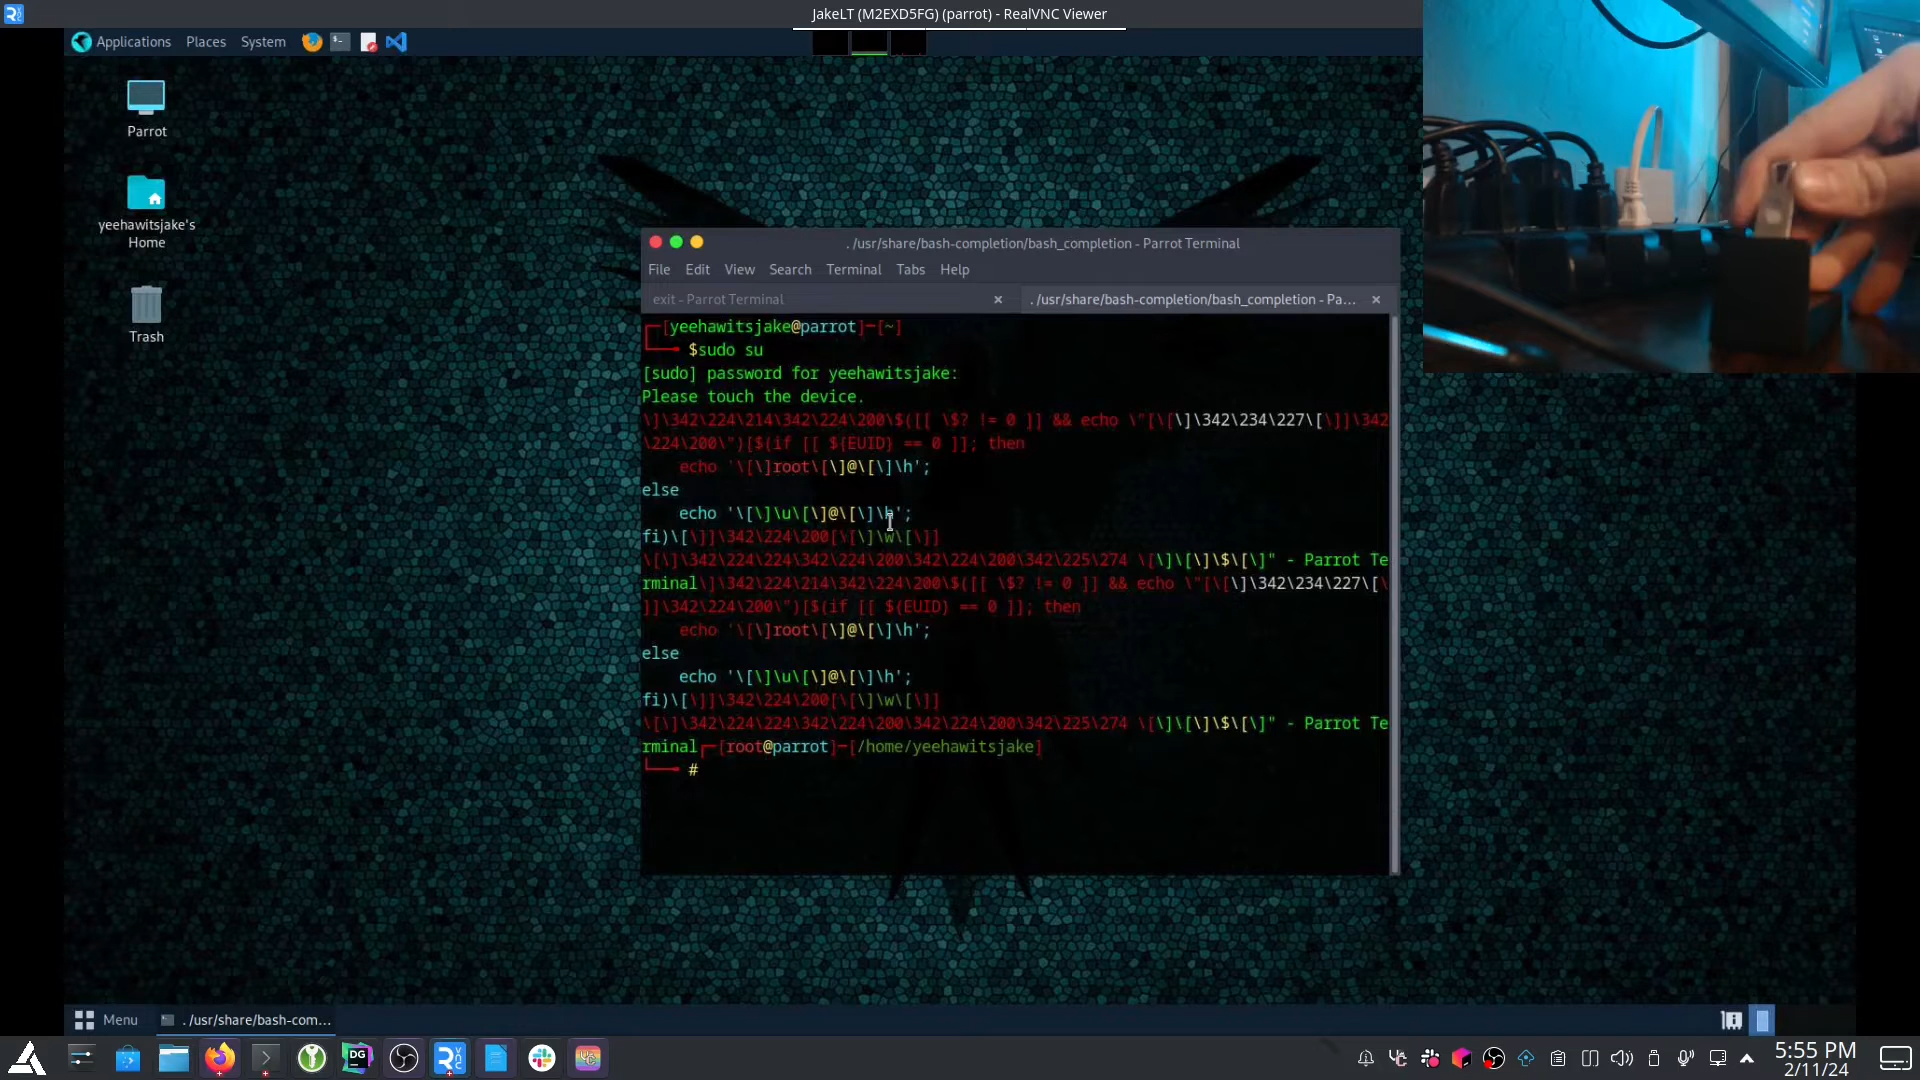 JakeLT (M2EXD5FG) (parrot) - RealVNC Viewer
Applications Places System
Parrot
yeehawitsjake's
Home
Trash
. /usr/share/bash-completion/bash_completion - Parrot Terminal
File Edit View Search Terminal Tabs Help
exit - Parrot Terminal × . /usr/share/bash-completion/bash_completion - Pa... ×
┌─[yeehawitsjake@parrot]─[~]
└──╼ $sudo su
[sudo] password for yeehawitsjake:
Please touch the device.
\]\342\224\214\342\224\200\$([[ \$? != 0 ]] && echo \"[\[\]\342\234\227\[\]]\342
\224\200\")[$(if [[ ${EUID} == 0 ]]; then
    echo '\[\]root\[\]@\[\]\h';
else
    echo '\[\]\u\[\]@\[\]\h';
fi)\[\]]\342\224\200[\[\]\w\[\]]
\[\]\342\224\224\342\224\200\342\224\200\342\225\274 \[\]\[\]\$\[\]" - Parrot Te
rminal\]\342\224\214\342\224\200\$([[ \$? != 0 ]] && echo \"[\[\]\342\234\227\[\
]]\342\224\200\")[$(if [[ ${EUID} == 0 ]]; then
    echo '\[\]root\[\]@\[\]\h';
else
    echo '\[\]\u\[\]@\[\]\h';
fi)\[\]]\342\224\200[\[\]\w\[\]]
\[\]\342\224\224\342\224\200\342\224\200\342\225\274 \[\]\[\]\$\[\]" - Parrot Te
rminal┌─[root@parrot]─[/home/yeehawitsjake]
└──╼ #
Menu . /usr/share/bash-com...
DG
5:55 PM
2/11/24